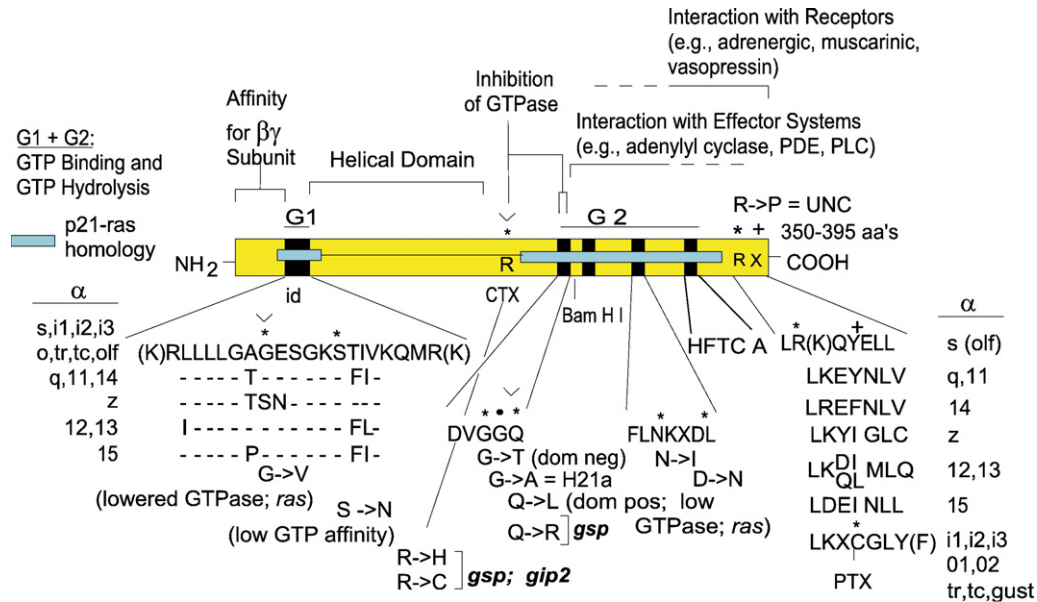 Interaction with Receptors
(e.g., adrenergic, muscarinic,
vasopressin)
Inhibition
of GTPase
Affinity
for βγ
Subunit
Interaction with Effector Systems
(e.g., adenylyl cyclase, PDE, PLC)
G1 + G2:
GTP Binding and
GTP Hydrolysis
p21-ras
homology
Helical Domain
G1
G 2
R->P = UNC
* +
350-395 aa's
*
NH2
R
R X
COOH
id
CTX
Bam H I
HFTC A
α
s,i1,i2,i3
o,tr,tc,olf
q,11,14
z
12,13
15
* *
(K)RLLLLGAGESGKSTIVKQMR(K)
- - - - - - T - - - - - - - - FI - - -
- - - - - - TSN - - - - - - - - -
I - - - - - - - - - - - - - - FL-
- - - - - - P - - - - - - - - FI - -
G->V
(lowered GTPase; ras)
S ->N
(low GTP affinity)
R->H
R->C
gsp; gip2
* • *
DVGGQ
G->T (dom neg)
G->A = H21a
Q->L (dom pos; low
GTPase; ras)
Q->R
gsp
* *
FLNKXDL
N->I
D->N
α
* +
LR(K)QYELL
s (olf)
LKEYNLV
q,11
LREFNLV
14
LKYI GLC
z
LKDI MLQ
QL
12,13
LDEI NLL
15
*
LKXCGLY(F)
i1,i2,i3
01,02
tr,tc,gust
PTX